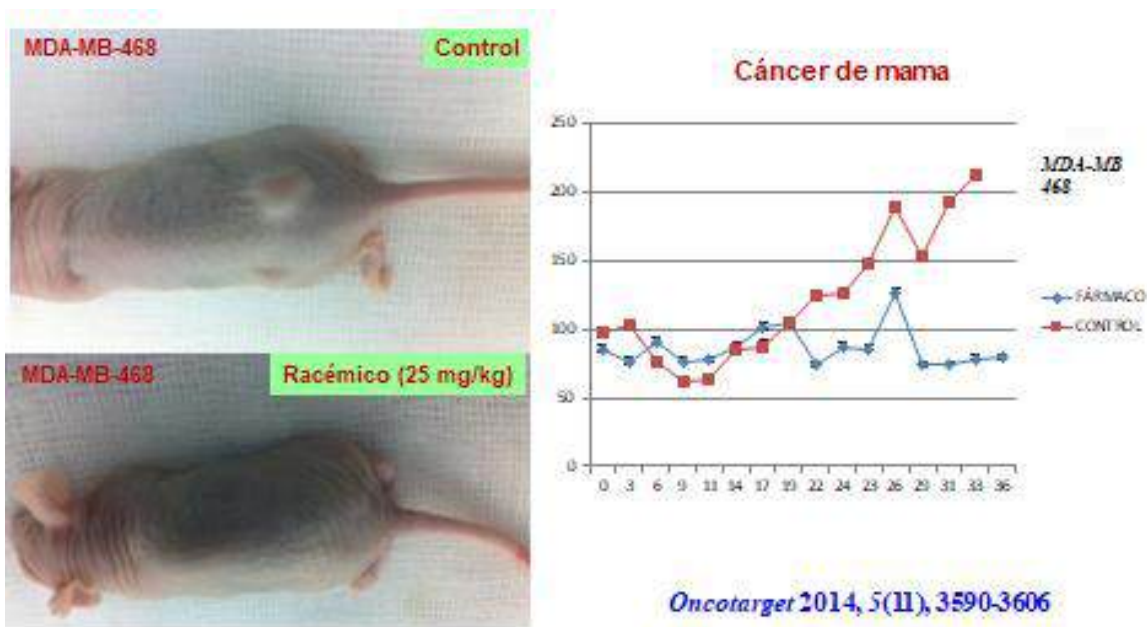 MDA-MB-468
Control
MDA-MB-468
Racémico (25 mg/kg)
Cáncer de mama
250
200
150
100
50
0
0 3 6 9 11 14 17 19 22 24 23 26 29 31 33 36
MDA-MB
468
FÁRMACO
CONTROL
Oncotarget 2014, 5(11), 3590-3606